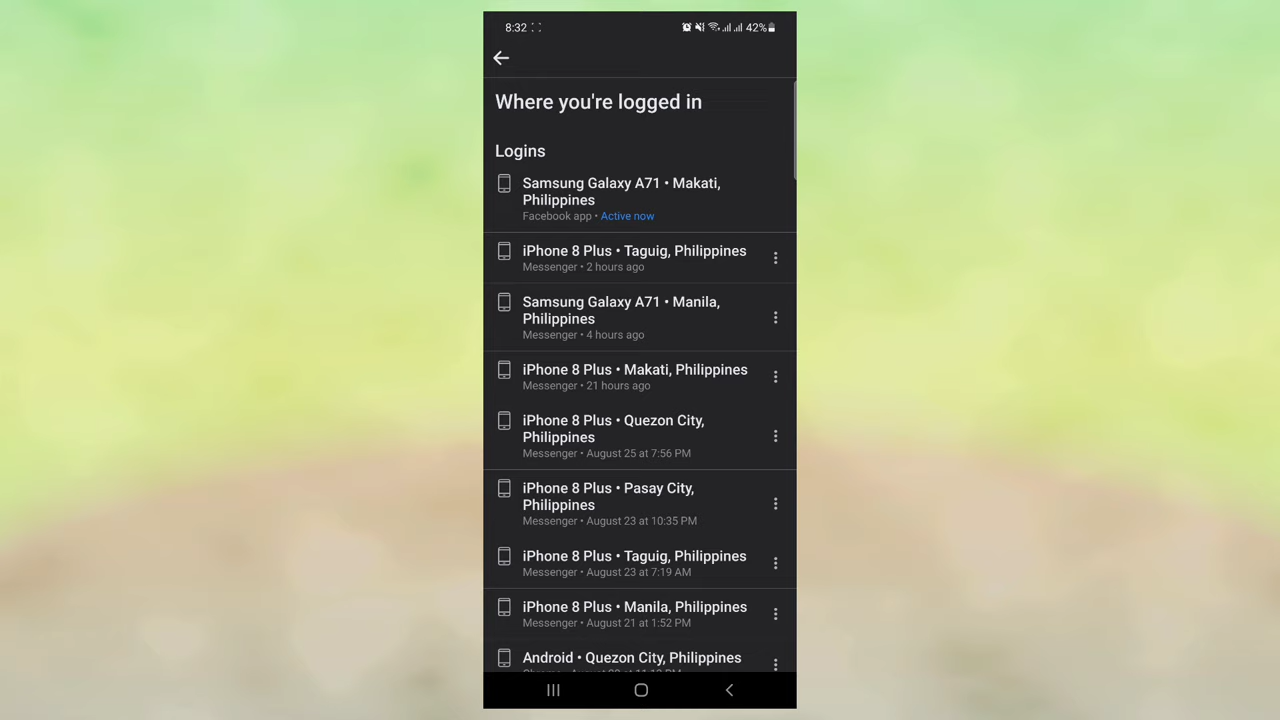 8:32
42%
Where you're logged in
Logins
Samsung Galaxy A71 • Makati,
Philippines
Facebook app • Active now
iPhone 8 Plus • Taguig, Philippines
Messenger • 2 hours ago
Samsung Galaxy A71 • Manila,
Philippines
Messenger • 4 hours ago
iPhone 8 Plus • Makati, Philippines
Messenger • 21 hours ago
iPhone 8 Plus • Quezon City,
Philippines
Messenger • August 25 at 7:56 PM
iPhone 8 Plus • Pasay City,
Philippines
Messenger • August 23 at 10:35 PM
iPhone 8 Plus • Taguig, Philippines
Messenger • August 23 at 7:19 AM
iPhone 8 Plus • Manila, Philippines
Messenger • August 21 at 1:52 PM
Android • Quezon City, Philippines